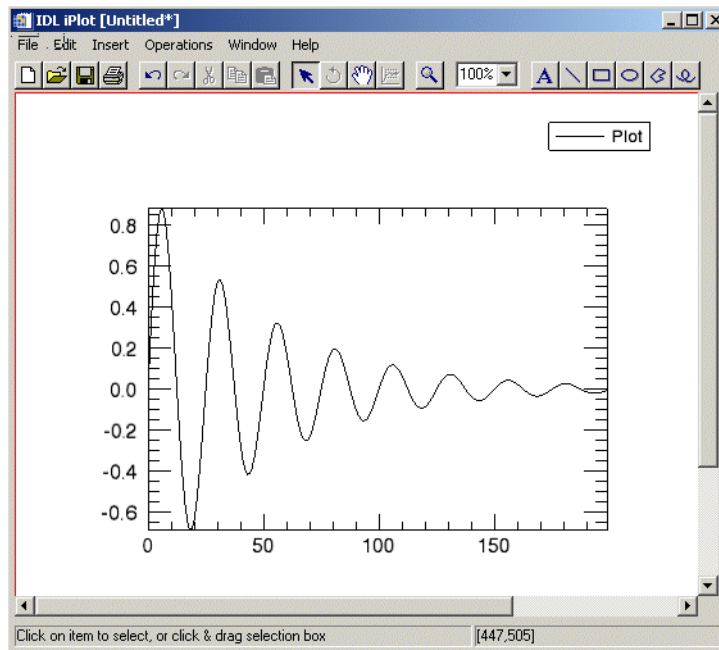 IDL iPlot [Untitled*]
File Edit Insert Operations Window Help
100%
A
Plot
0.8
0.6
0.4
0.2
0.0
-0.2
-0.4
-0.6
0 50 100 150
Click on item to select, or click & drag selection box [447,505]